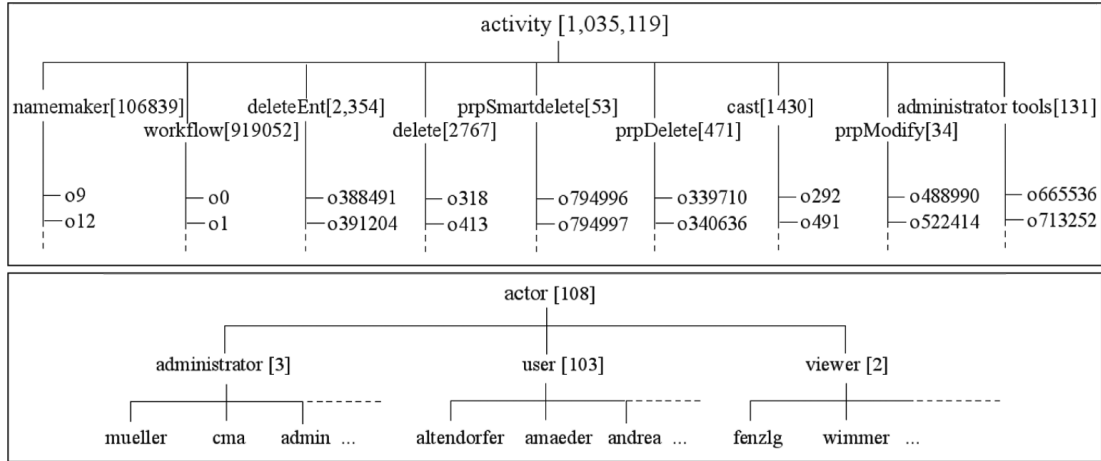 activity [1,035,119]
namemaker[106839] deleteEnt[2,354] prpSmartdelete[53] cast[1430] administrator tools[131]
workflow[919052] delete[2767] prpDelete[471] prpModify[34]
o9 o0 o388491 o318 o794996 o339710 o292 o488990 o665536
o12 o1 o391204 o413 o794997 o340636 o491 o522414 o713252
actor [108]
administrator [3] user [103] viewer [2]
mueller cma admin ... altendorfer amaeder andrea ... fenzlg wimmer ...